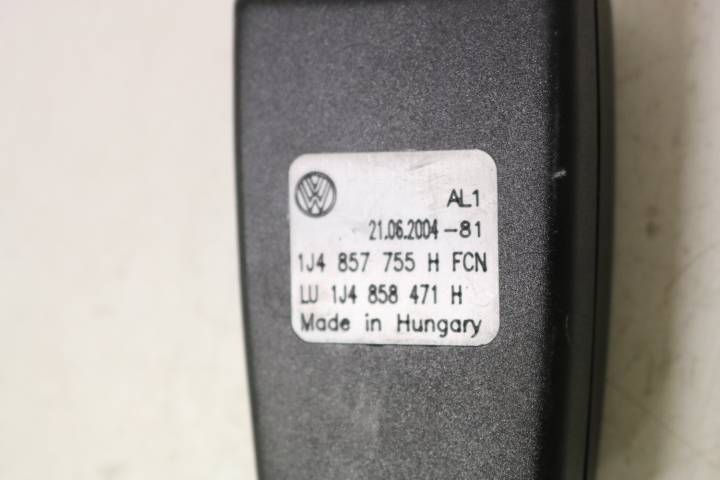 AL1
21.06.2004-81
1J4 857 755 H FCN
LU 1J4 858 471 H
Made in Hungary